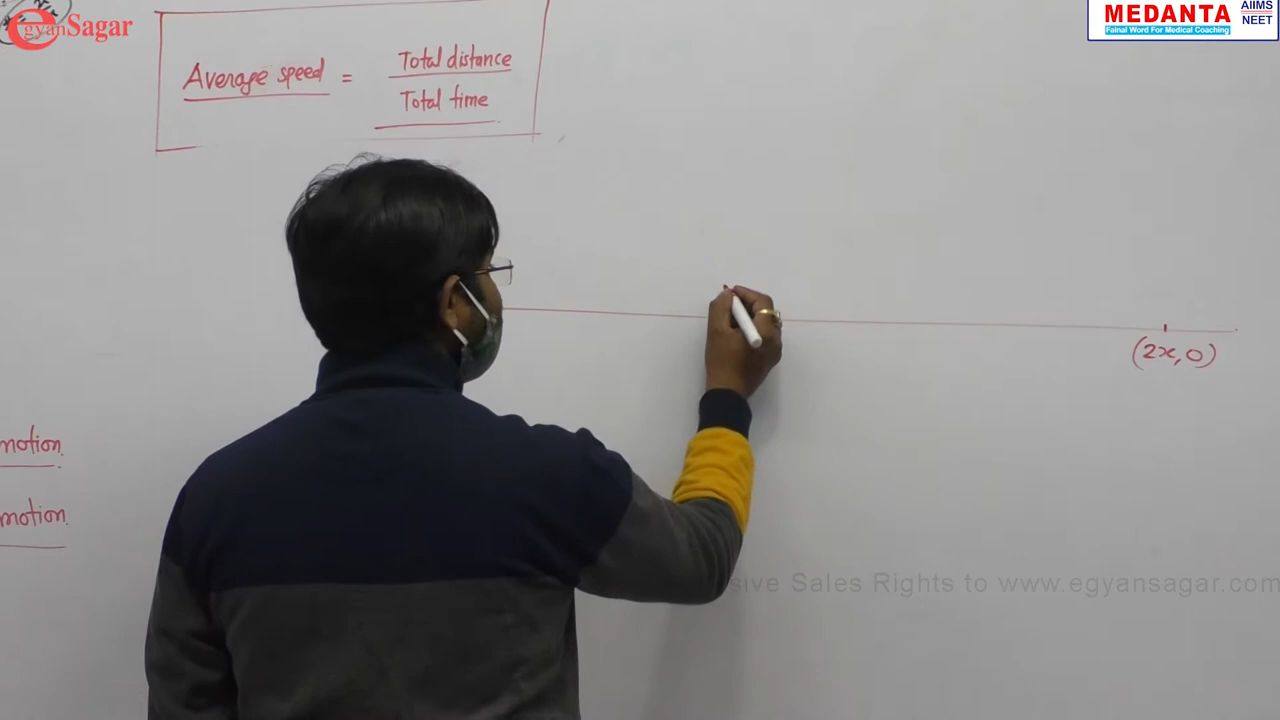 egyanSagar
MEDANTA
AIIMS
NEET
Fainal Word For Medical Coaching
Average speed = Total distance
Total time
(2x, 0)
motion.
motion.
sive Sales Rights to www.egyansagar.com